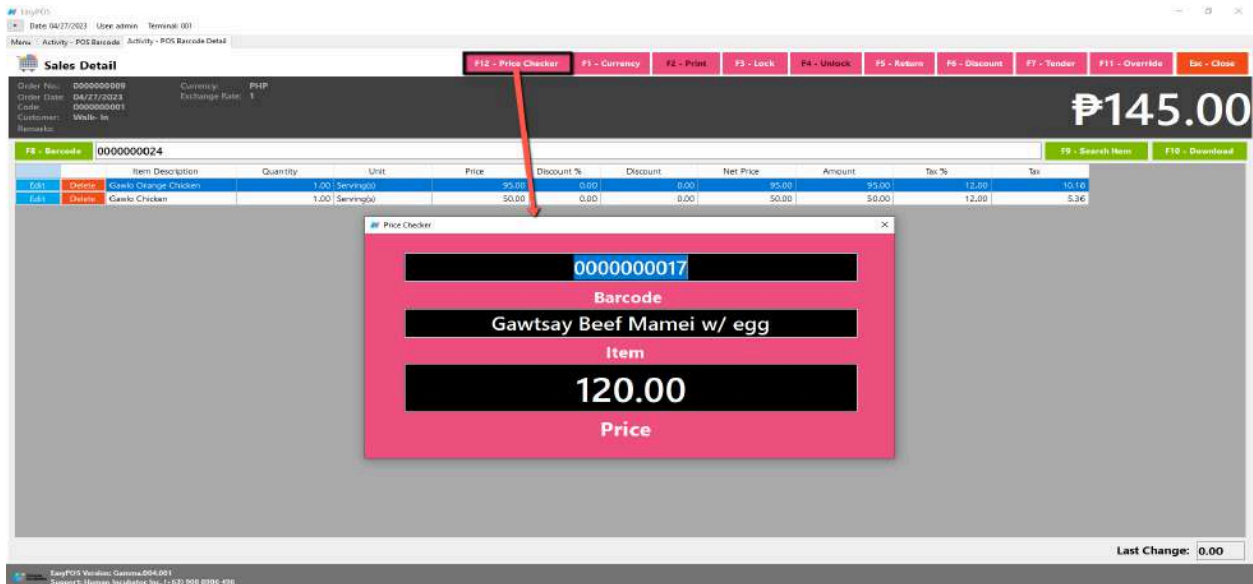 EasyPOS
Date: 04/27/2023 User: admin Terminal: 001
Menu Activity - POS Barcode Activity - POS Barcode Detail
Sales Detail F12 - Price Checker F1 - Currency F2 - Print F3 - Lock F4 - Unlock F5 - Return F6 - Discount F7 - Tender F11 - Override Esc - Close
Order No.: 0000000009 Currency: PHP
Order Date: 04/27/2023 Exchange Rate: 1
Code: 0000000001
Customer: Walk- In
Remarks:
₱145.00
F8 - Barcode 0000000024 F9 - Search Item F10 - Download
Item Description Quantity Unit Price Discount % Discount Net Price Amount Tax % Tax
Edit Delete Gawlo Orange Chicken 1.00 Serving(s) 95.00 0.00 0.00 95.00 95.00 12.00 10.18
Edit Delete Gawlo Chicken 1.00 Serving(s) 50.00 0.00 0.00 50.00 50.00 12.00 5.36
Price Checker
0000000017
Barcode
Gawtsay Beef Mamei w/ egg
Item
120.00
Price
Last Change: 0.00
EasyPOS Version: Gamma.D04.001
Support: Human Incubator Inc.